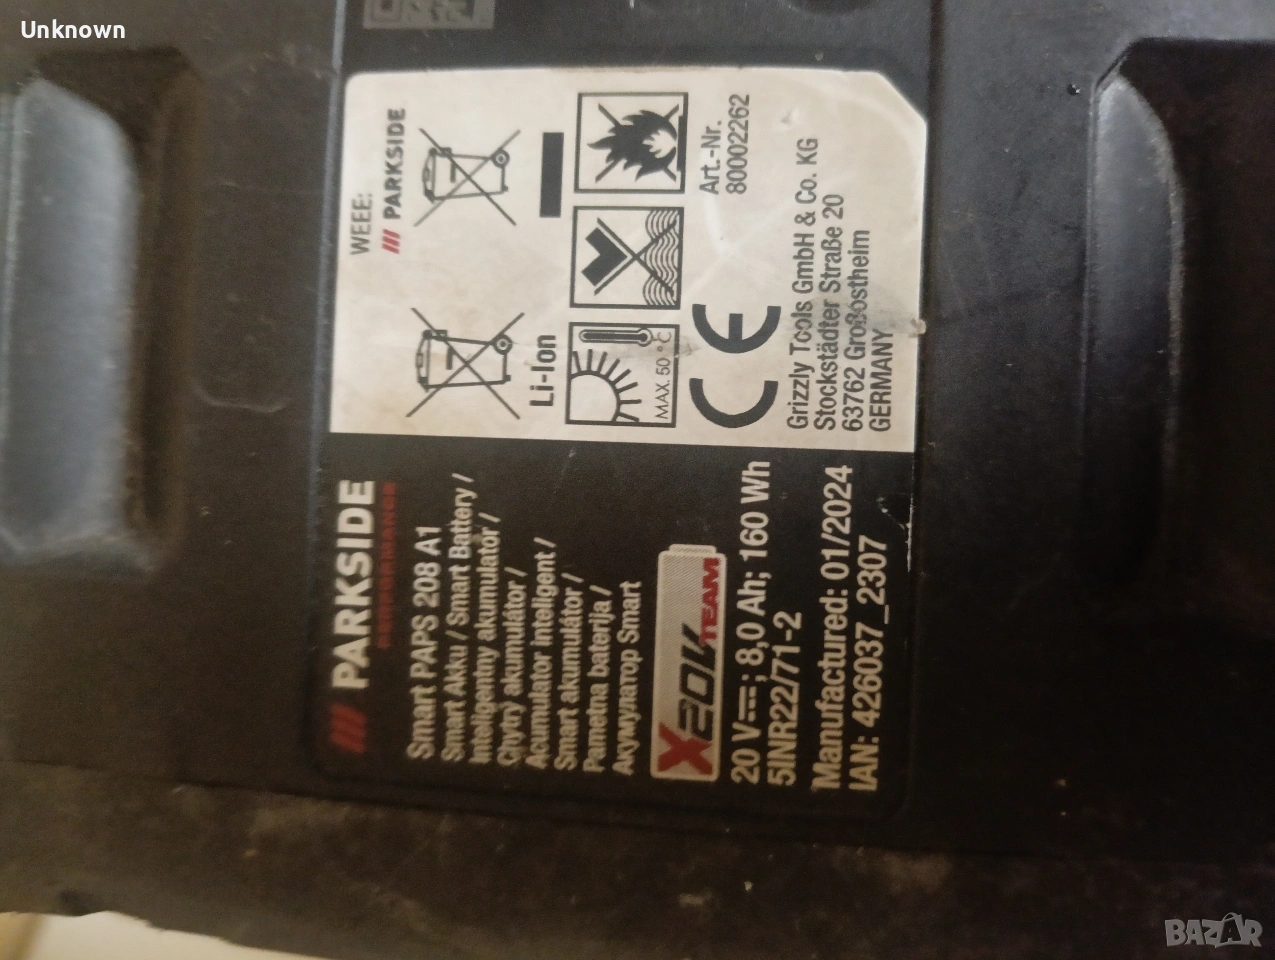 Unknown
PARKSIDE
PERFORMANCE
Smart PAPS 208 A1
Smart Akku / Smart Battery /
Inteligentny akumulator /
Chytrý akumulátor /
Acumulator inteligent /
Smart akumulátor /
Pametna baterija /
Акумулатор Smart
X20V TEAM
20 V⎓; 8,0 Ah; 160 Wh
5INR22/71-2
Manufactured: 01/2024
IAN: 426037_2307
WEEE:
PARKSIDE
Li-Ion
MAX. 50 °C
CE
Art.-Nr.
80002262
Grizzly Tools GmbH & Co. KG
Stockstädter Straße 20
63762 Großostheim
GERMANY
BAZAR